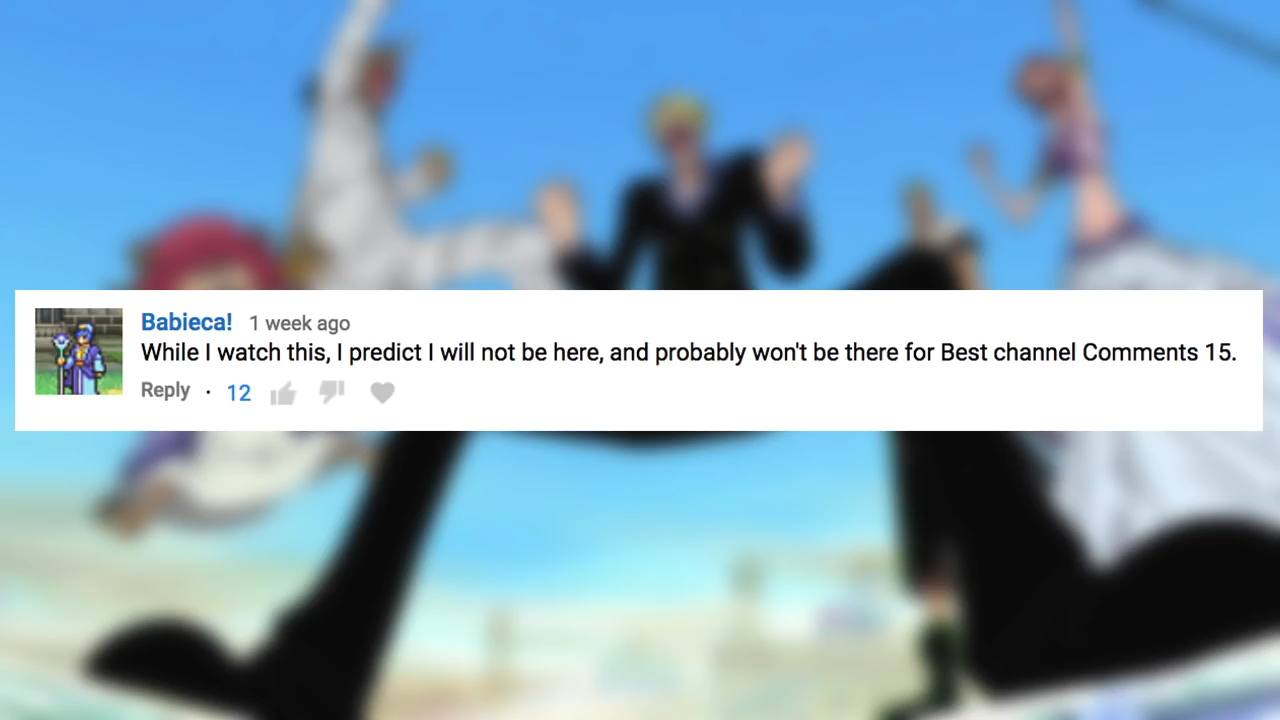 Babieca! 1 week ago
While I watch this, I predict I will not be here, and probably won't be there for Best channel Comments 15.
Reply · 12